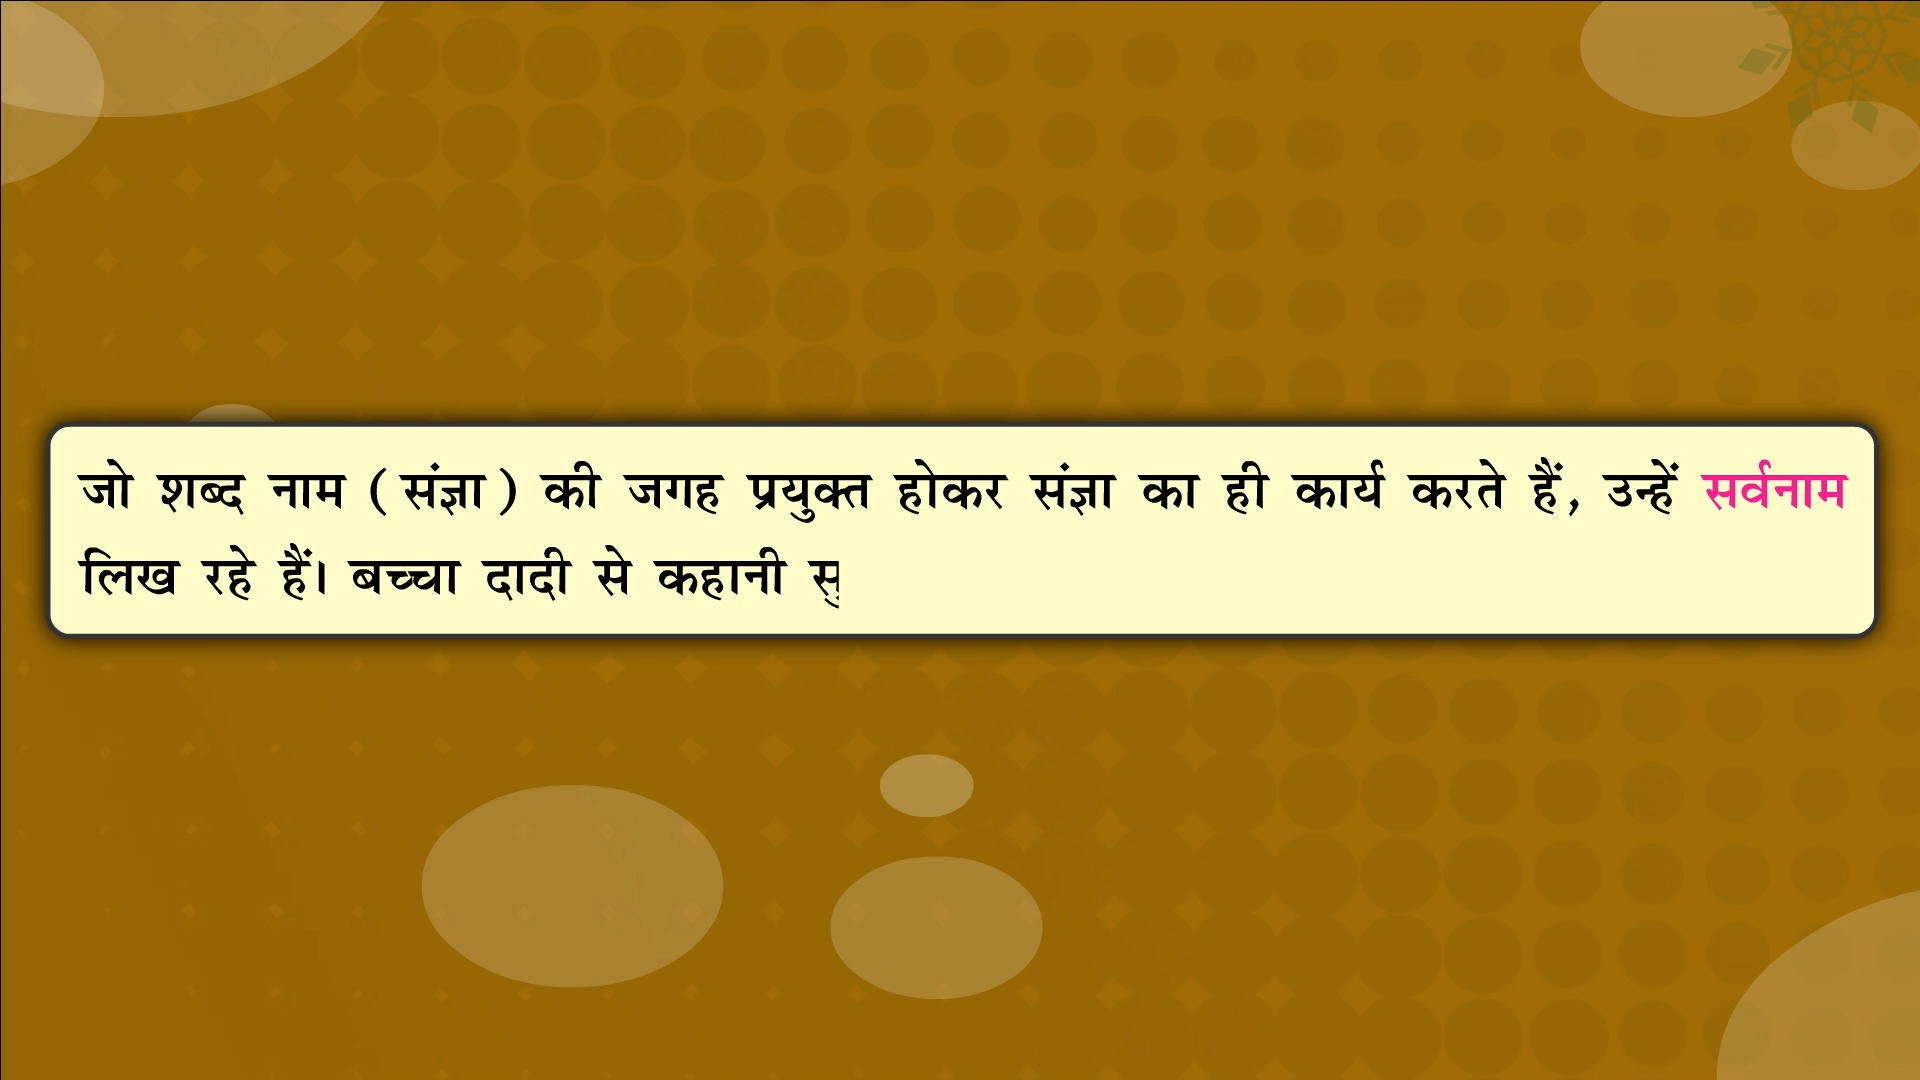 जो शब्द नाम (संज्ञा) की जगह प्रयुक्त होकर संज्ञा का ही कार्य करते हैं, उन्हें सर्वनाम
लिख रहे हैं। बच्चा दादी से कहानी